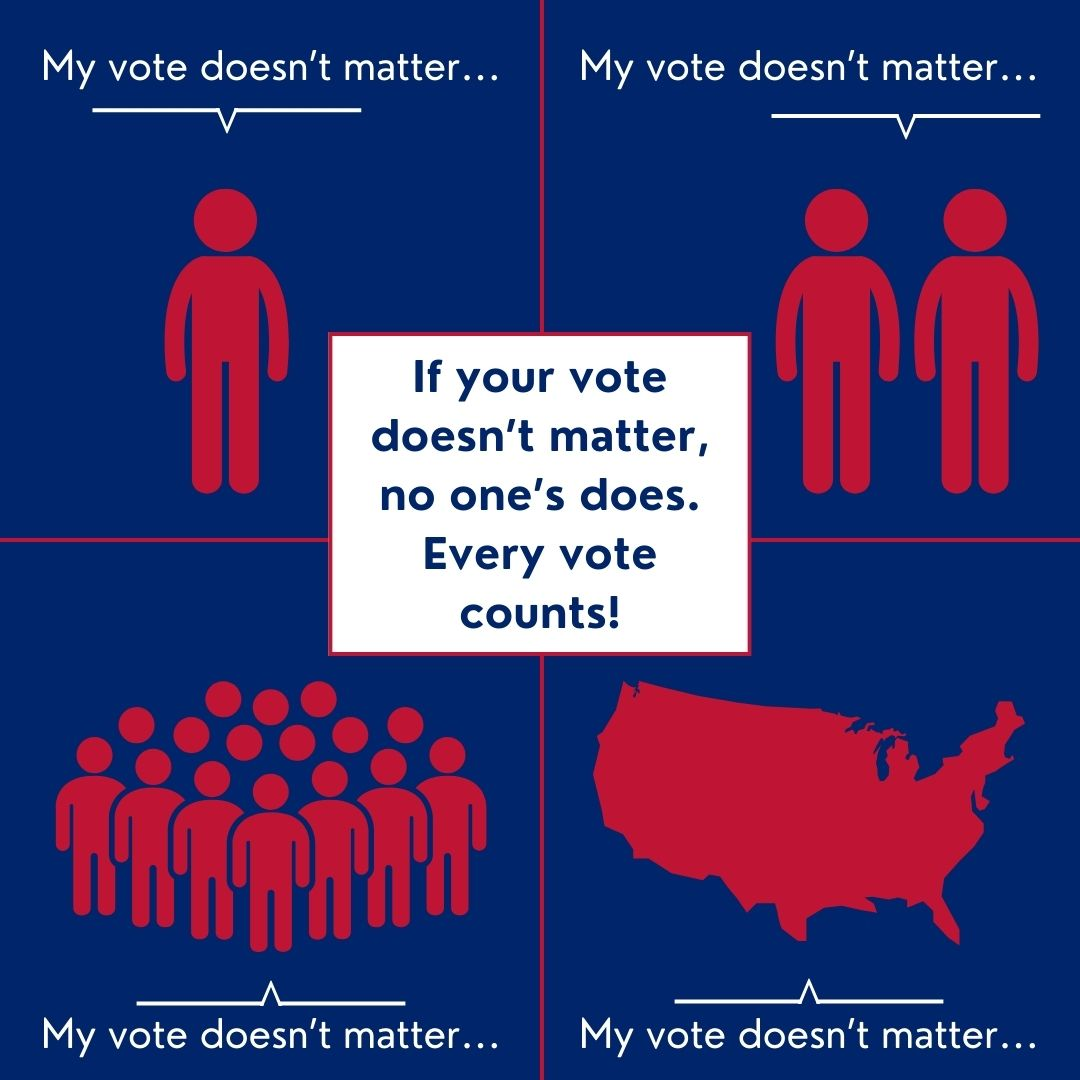 My vote doesn't matter...
My vote doesn't matter...
If your vote
doesn't matter,
no one's does.
Every vote
counts!
My vote doesn't matter...
My vote doesn't matter...